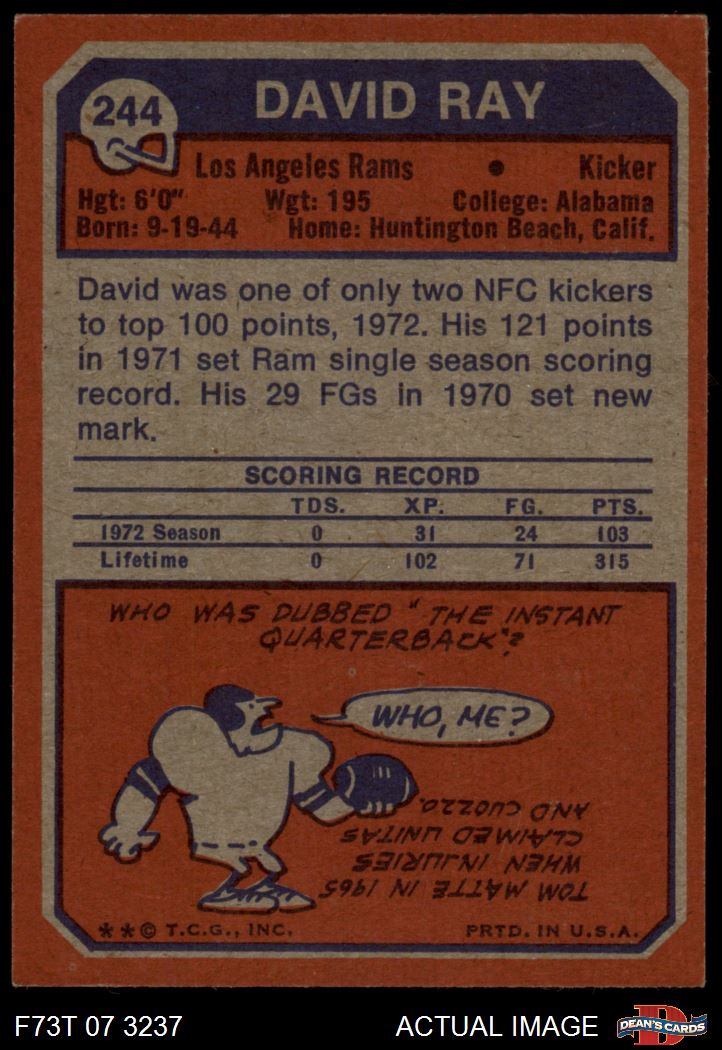 244
DAVID RAY
Los Angeles Rams • Kicker
Hgt: 6'0" Wgt: 195 College: Alabama
Born: 9-19-44 Home: Huntington Beach, Calif.
David was one of only two NFC kickers
to top 100 points, 1972. His 121 points
in 1971 set Ram single season scoring
record. His 29 FGs in 1970 set new
mark.
SCORING RECORD
TDS. XP. FG. PTS.
1972 Season 0 31 24 103
Lifetime 0 102 71 315
WHO WAS DUBBED "THE INSTANT
QUARTERBACK"?
WHO, ME?
TOM MATTE IN 1965
WHEN INJURIES
CLAIMED UNITAS
AND CUOZZO.
**© T.C.G., INC. PRTD. IN U.S.A.
F73T 07 3237 ACTUAL IMAGE
D
DEAN'S CARDS